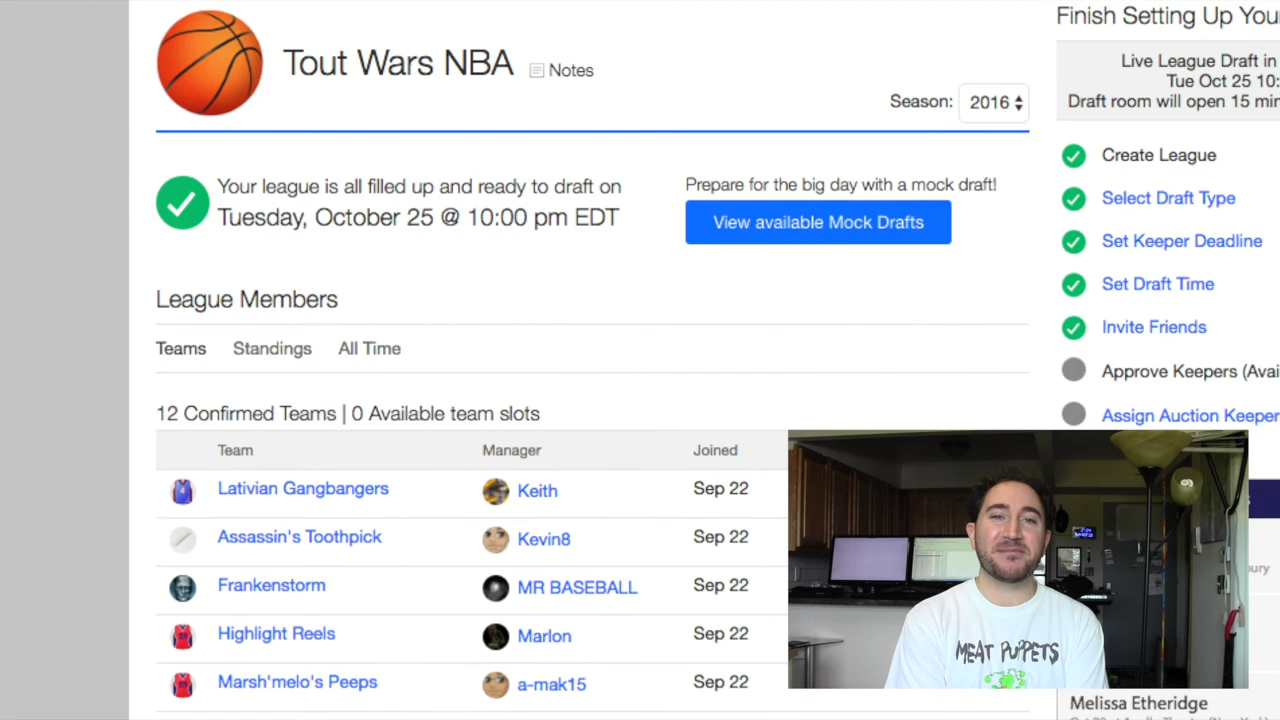 Tout Wars NBA
Notes
Season: 2016
Your league is all filled up and ready to draft on
Tuesday, October 25 @ 10:00 pm EDT
Prepare for the big day with a mock draft!
View available Mock Drafts
League Members
Teams Standings All Time
12 Confirmed Teams | 0 Available team slots
Team Manager Joined
Lativian Gangbangers Keith Sep 22
Assassin's Toothpick Kevin8 Sep 22
Frankenstorm MR BASEBALL Sep 22
Highlight Reels Marlon Sep 22
Marsh'melo's Peeps a-mak15 Sep 22
Finish Setting Up You
Live League Draft in
Tue Oct 25 10:
Draft room will open 15 min
Create League
Select Draft Type
Set Keeper Deadline
Set Draft Time
Invite Friends
Approve Keepers (Avai
Assign Auction Keeper
MEAT PUPPETS
Melissa Etheridge